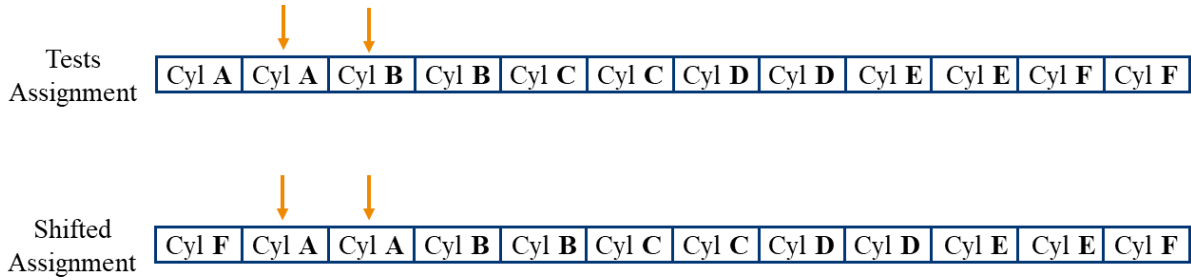 Tests
Assignment
Cyl A Cyl A Cyl B Cyl B Cyl C Cyl C Cyl D Cyl D Cyl E Cyl E Cyl F Cyl F
Shifted
Assignment
Cyl F Cyl A Cyl A Cyl B Cyl B Cyl C Cyl C Cyl D Cyl D Cyl E Cyl E Cyl F